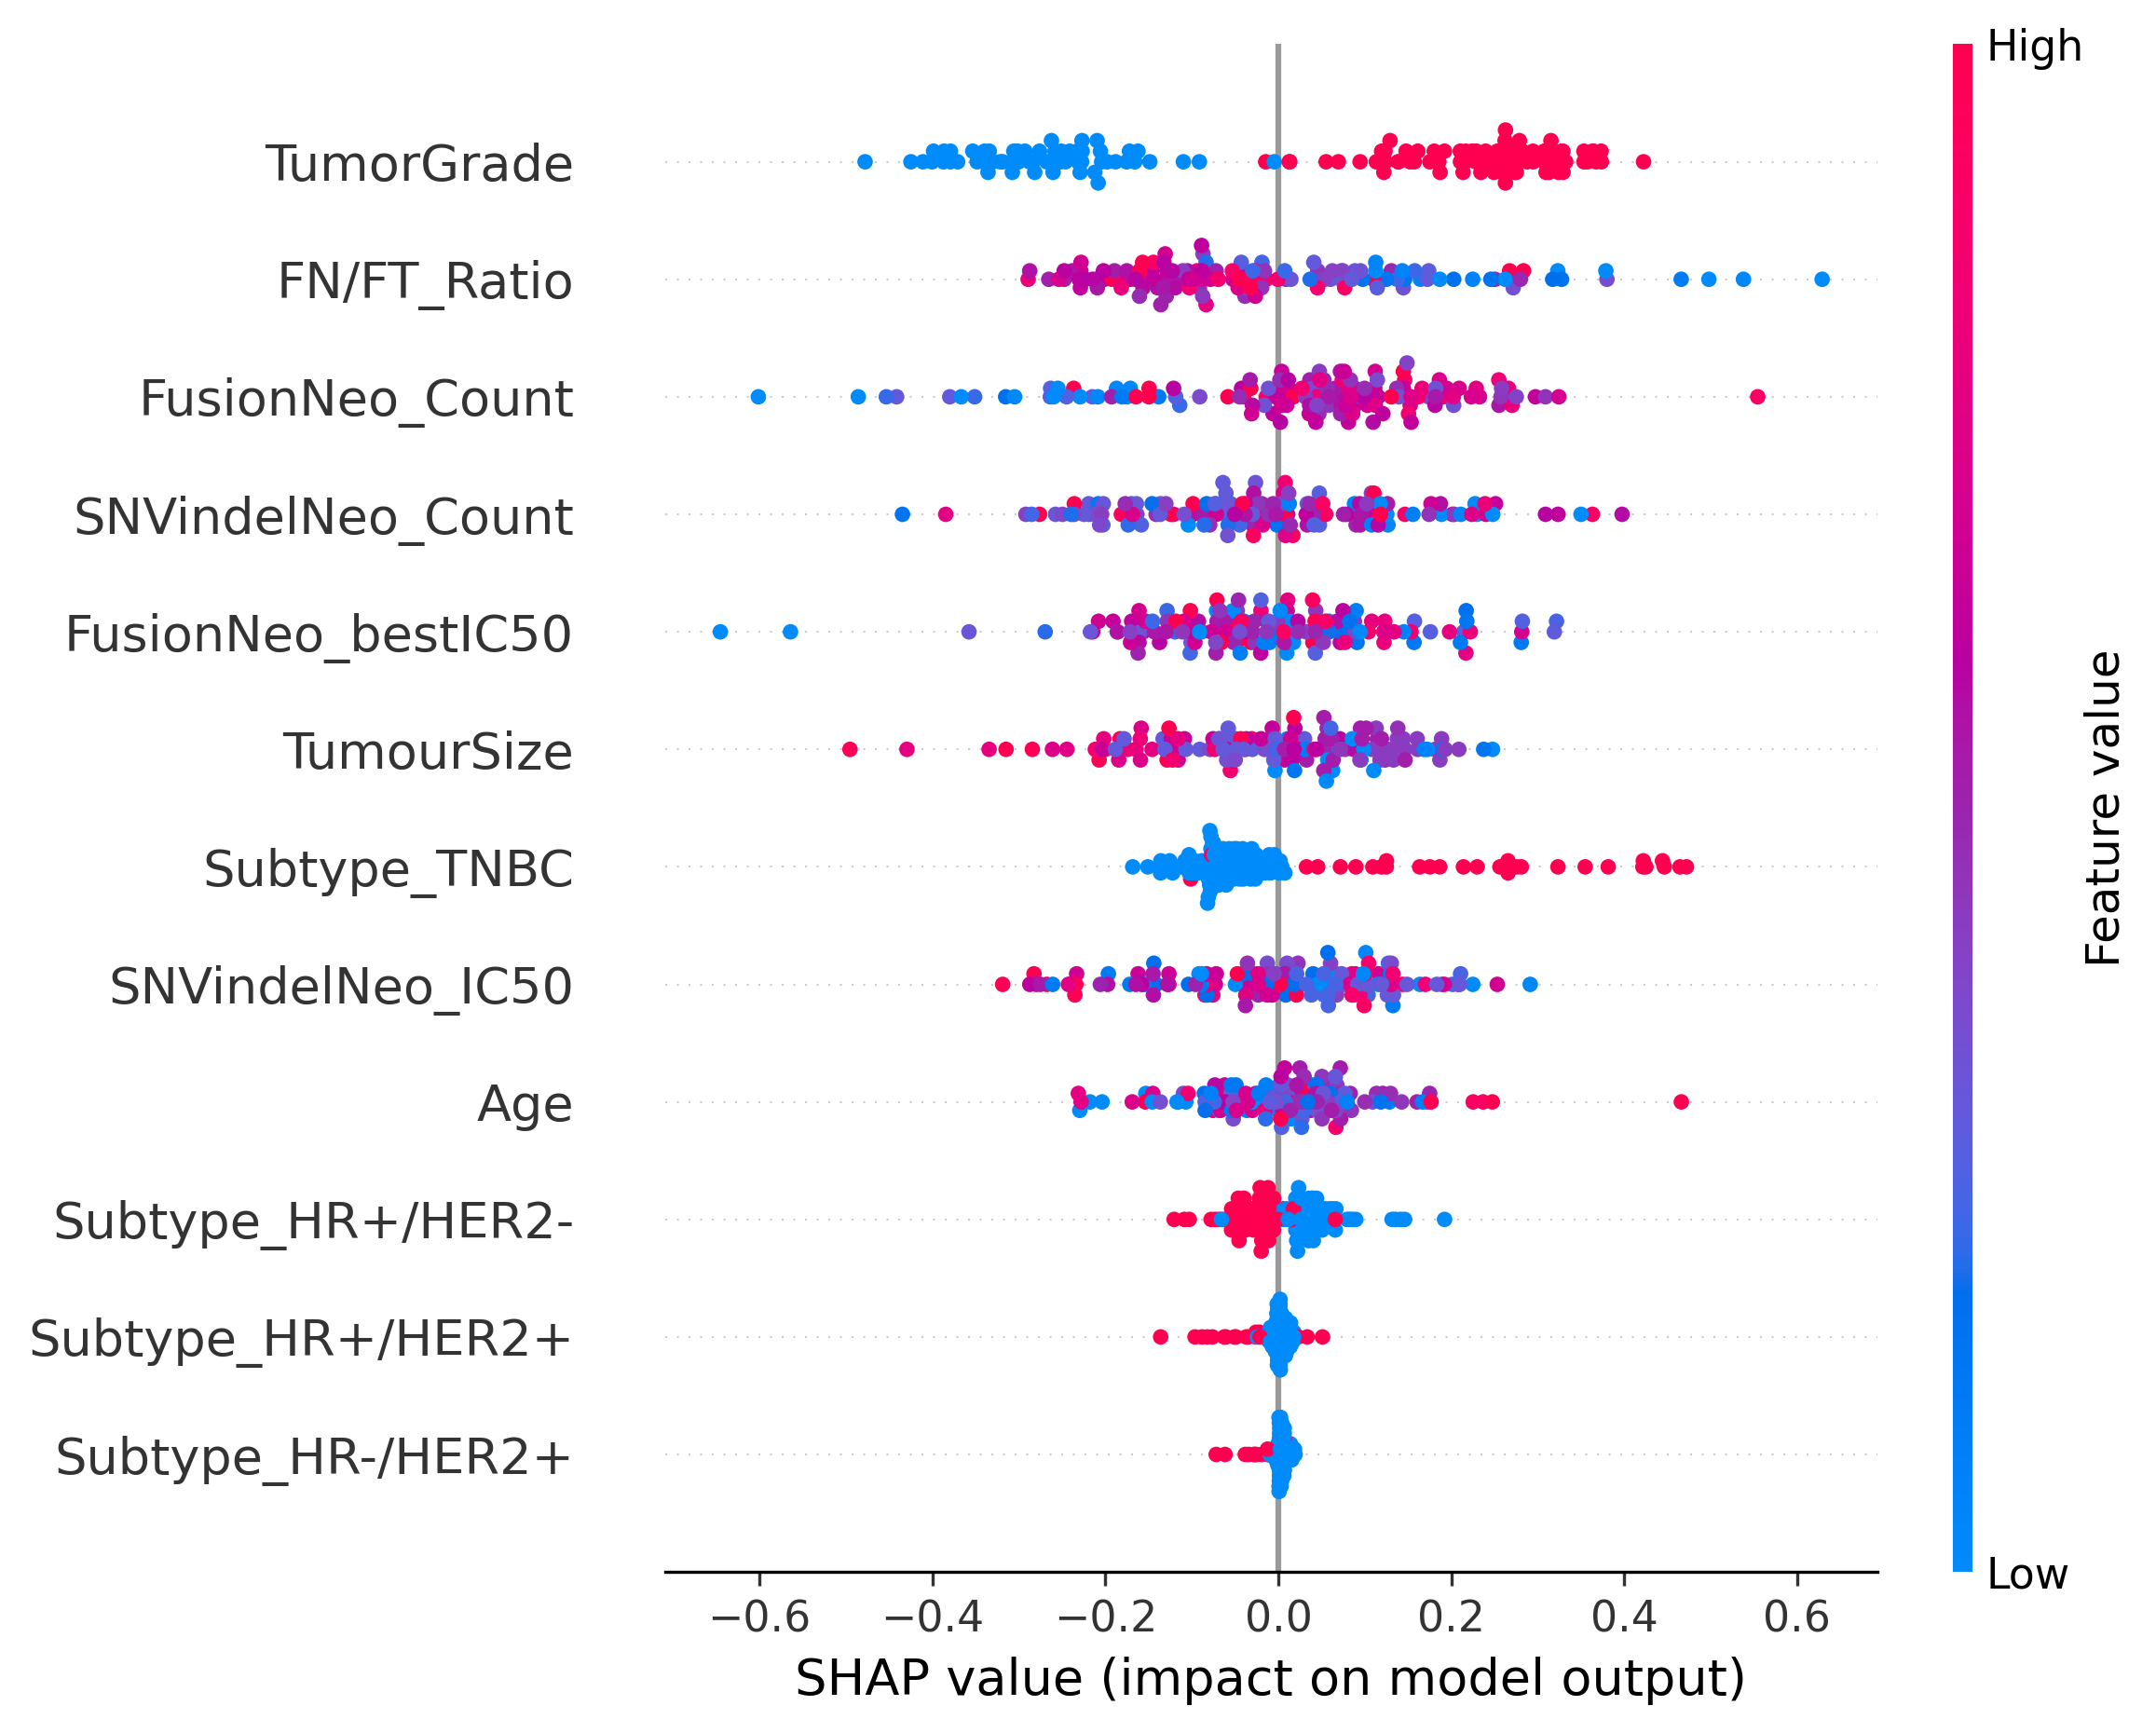 High
TumorGrade
FN/FT_Ratio
FusionNeo_Count
SNVindelNeo_Count
FusionNeo_bestIC50
TumourSize
Subtype_TNBC
SNVindelNeo_IC50
Age
Subtype_HR+/HER2-
Subtype_HR+/HER2+
Subtype_HR-/HER2+
Feature value
Low
−0.6 −0.4 −0.2 0.0 0.2 0.4 0.6
SHAP value (impact on model output)